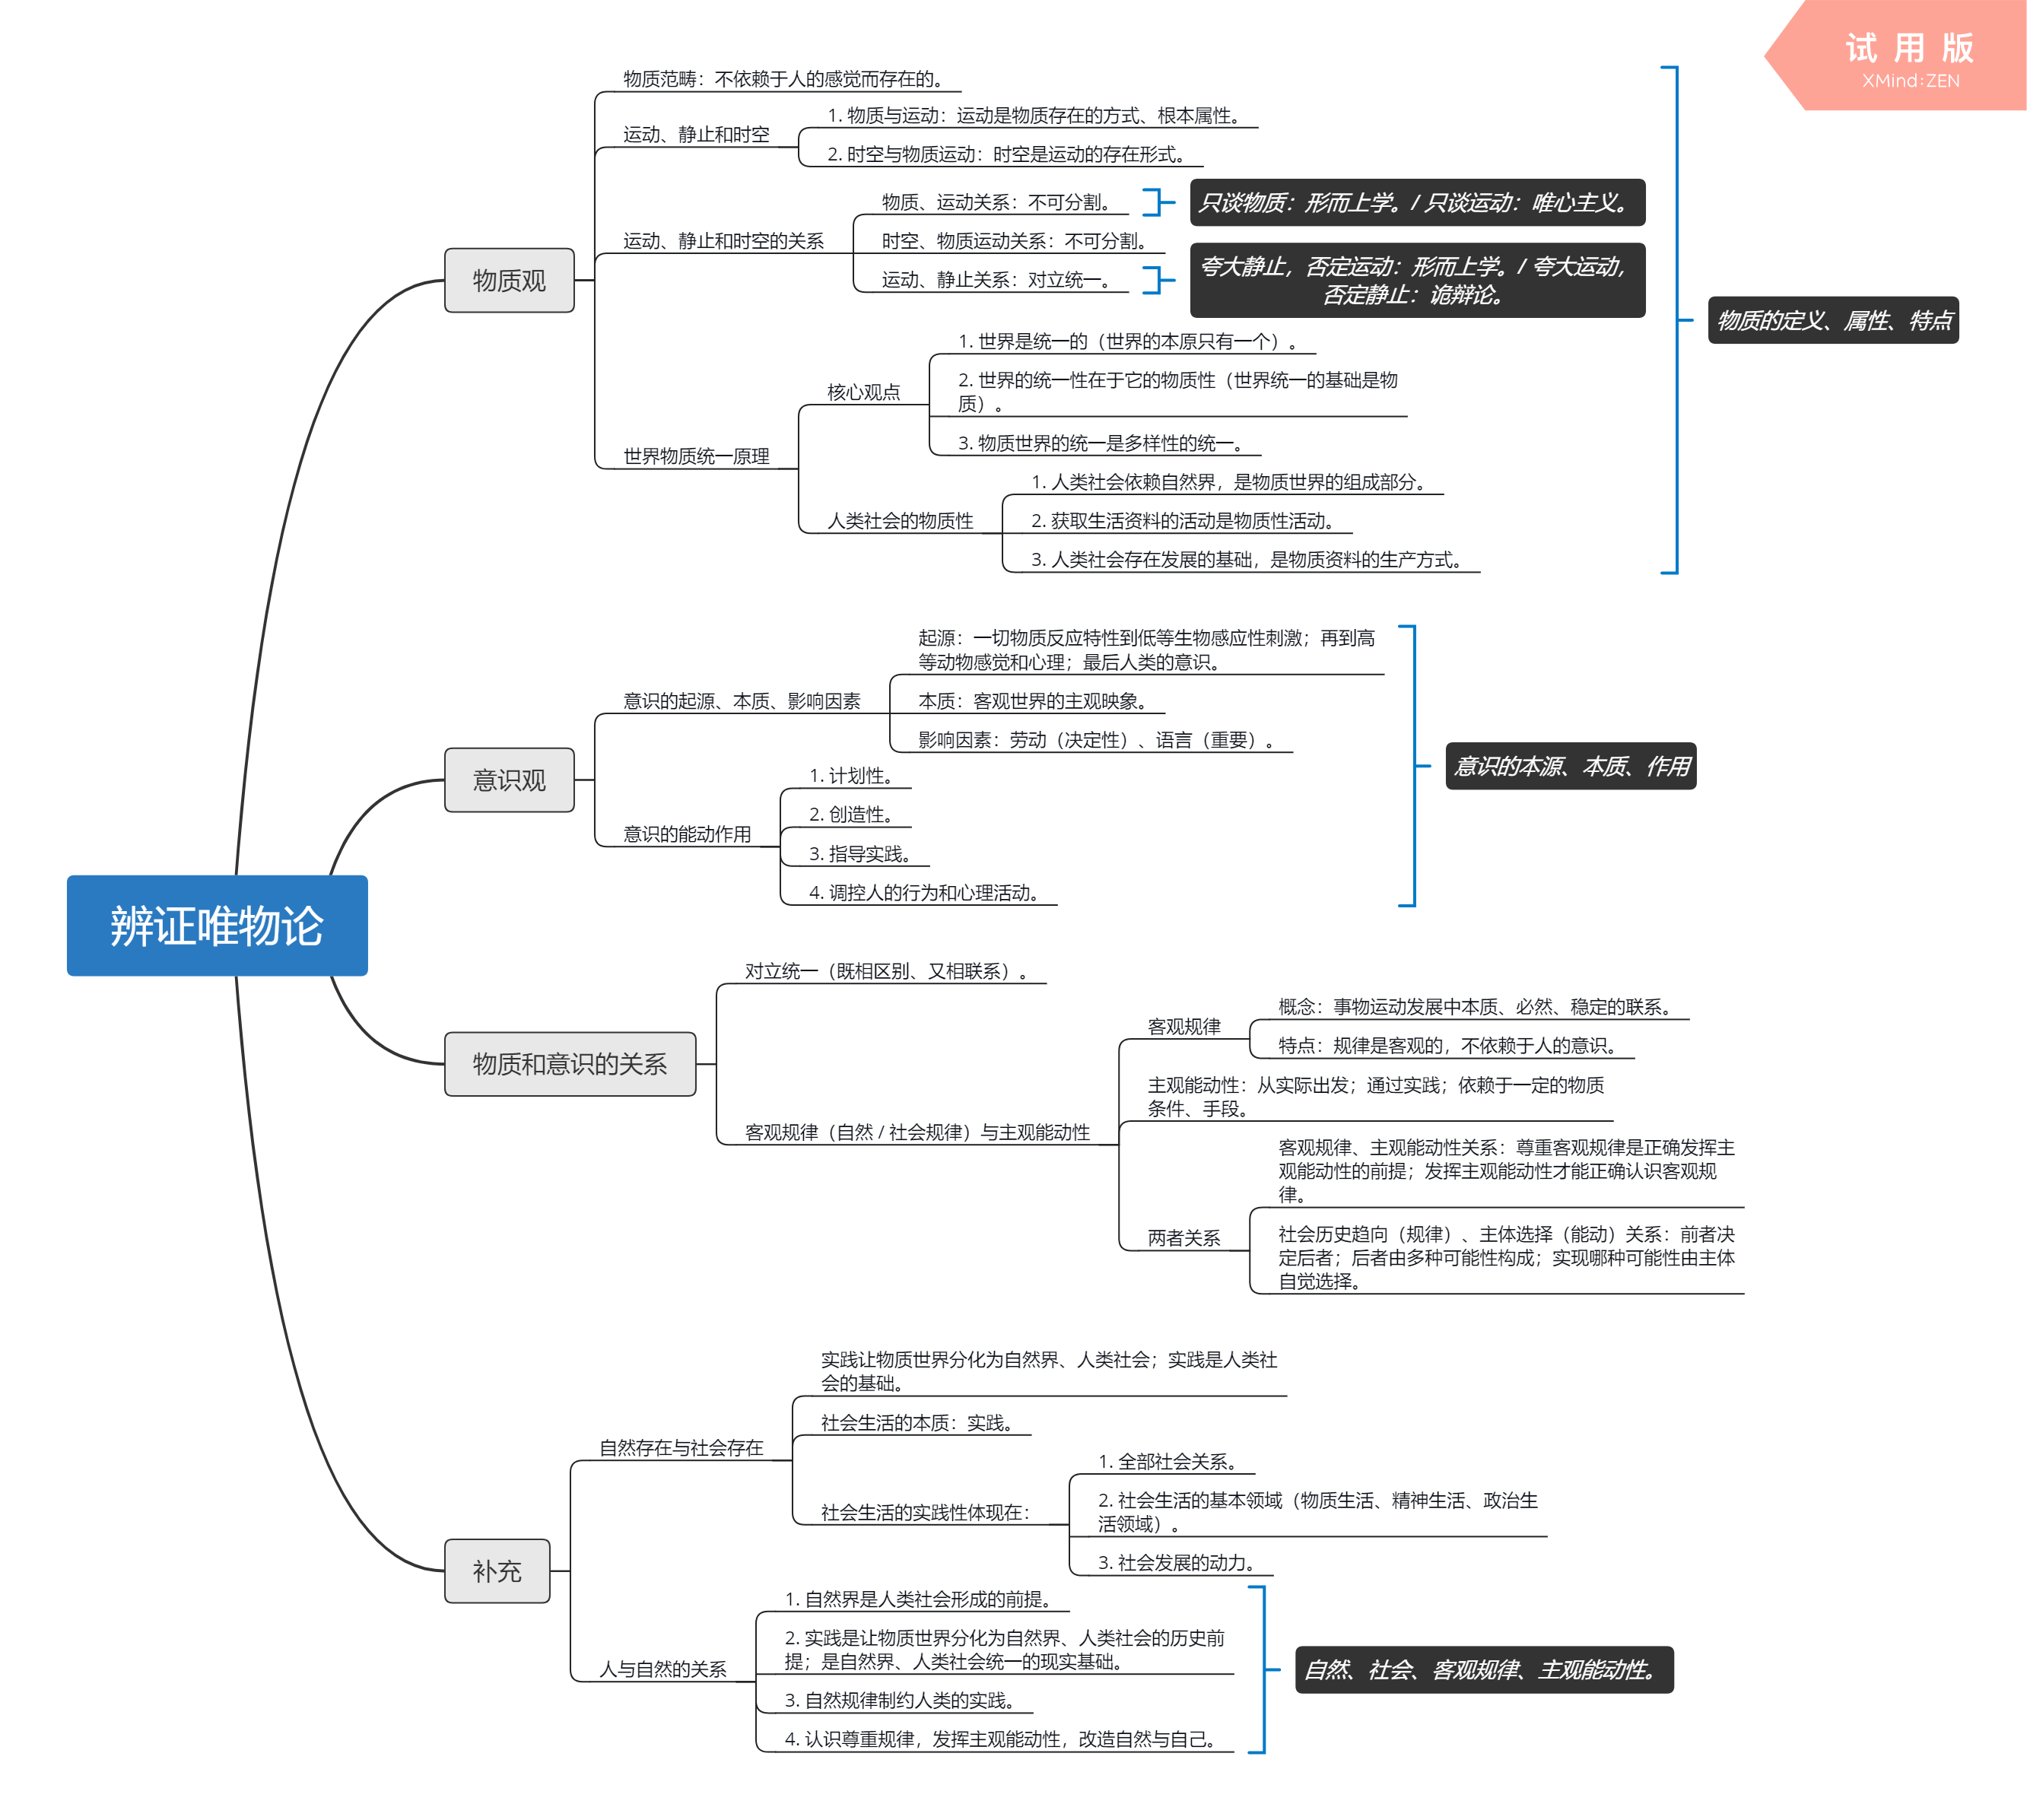 试 用 版
XMind:ZEN
辨证唯物论
物质观
物质范畴：不依赖于人的感觉而存在的。
运动、静止和时空
1. 物质与运动：运动是物质存在的方式、根本属性。
2. 时空与物质运动：时空是运动的存在形式。
运动、静止和时空的关系
物质、运动关系：不可分割。
只谈物质：形而上学。/ 只谈运动：唯心主义。
时空、物质运动关系：不可分割。
运动、静止关系：对立统一。
夸大静止，否定运动：形而上学。/ 夸大运动，
否定静止：诡辩论。
世界物质统一原理
核心观点
1. 世界是统一的（世界的本原只有一个）。
2. 世界的统一性在于它的物质性（世界统一的基础是物
质）。
3. 物质世界的统一是多样性的统一。
人类社会的物质性
1. 人类社会依赖自然界，是物质世界的组成部分。
2. 获取生活资料的活动是物质性活动。
3. 人类社会存在发展的基础，是物质资料的生产方式。
物质的定义、属性、特点
意识观
意识的起源、本质、影响因素
起源：一切物质反应特性到低等生物感应性刺激；再到高
等动物感觉和心理；最后人类的意识。
本质：客观世界的主观映象。
影响因素：劳动（决定性）、语言（重要）。
意识的能动作用
1. 计划性。
2. 创造性。
3. 指导实践。
4. 调控人的行为和心理活动。
意识的本源、本质、作用
物质和意识的关系
对立统一（既相区别、又相联系）。
客观规律（自然 / 社会规律）与主观能动性
客观规律
概念：事物运动发展中本质、必然、稳定的联系。
特点：规律是客观的，不依赖于人的意识。
主观能动性：从实际出发；通过实践；依赖于一定的物质
条件、手段。
两者关系
客观规律、主观能动性关系：尊重客观规律是正确发挥主
观能动性的前提；发挥主观能动性才能正确认识客观规
律。
社会历史趋向（规律）、主体选择（能动）关系：前者决
定后者；后者由多种可能性构成；实现哪种可能性由主体
自觉选择。
补充
自然存在与社会存在
实践让物质世界分化为自然界、人类社会；实践是人类社
会的基础。
社会生活的本质：实践。
社会生活的实践性体现在：
1. 全部社会关系。
2. 社会生活的基本领域（物质生活、精神生活、政治生
活领域）。
3. 社会发展的动力。
人与自然的关系
1. 自然界是人类社会形成的前提。
2. 实践是让物质世界分化为自然界、人类社会的历史前
提；是自然界、人类社会统一的现实基础。
3. 自然规律制约人类的实践。
4. 认识尊重规律，发挥主观能动性，改造自然与自己。
自然、社会、客观规律、主观能动性。